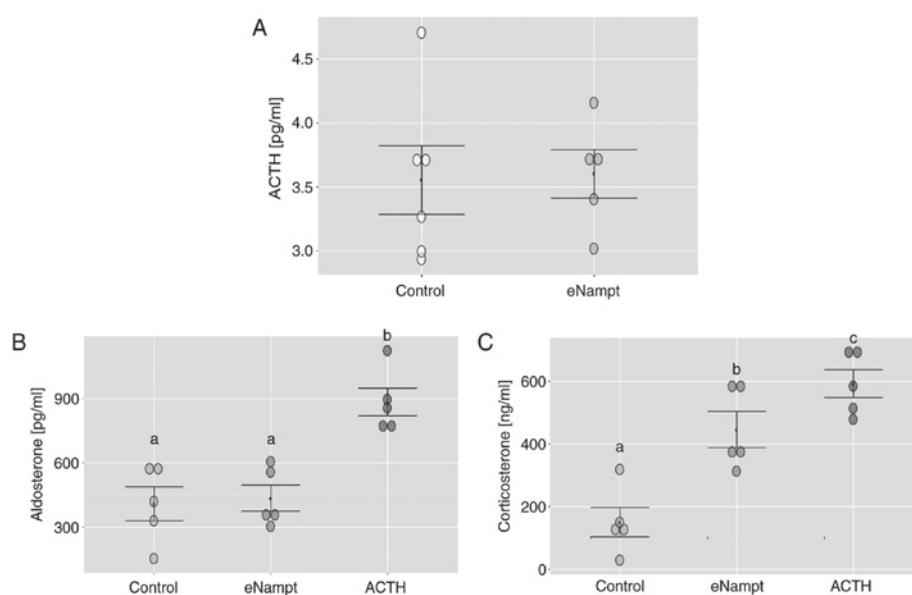 A
ACTH [pg/ml]
4.5
4.0
3.5
3.0
Control eNampt
B
Aldosterone [pg/ml]
900
600
300
a a b
Control eNampt ACTH
C
Corticosterone [ng/ml]
600
400
200
0
a b c
Control eNampt ACTH